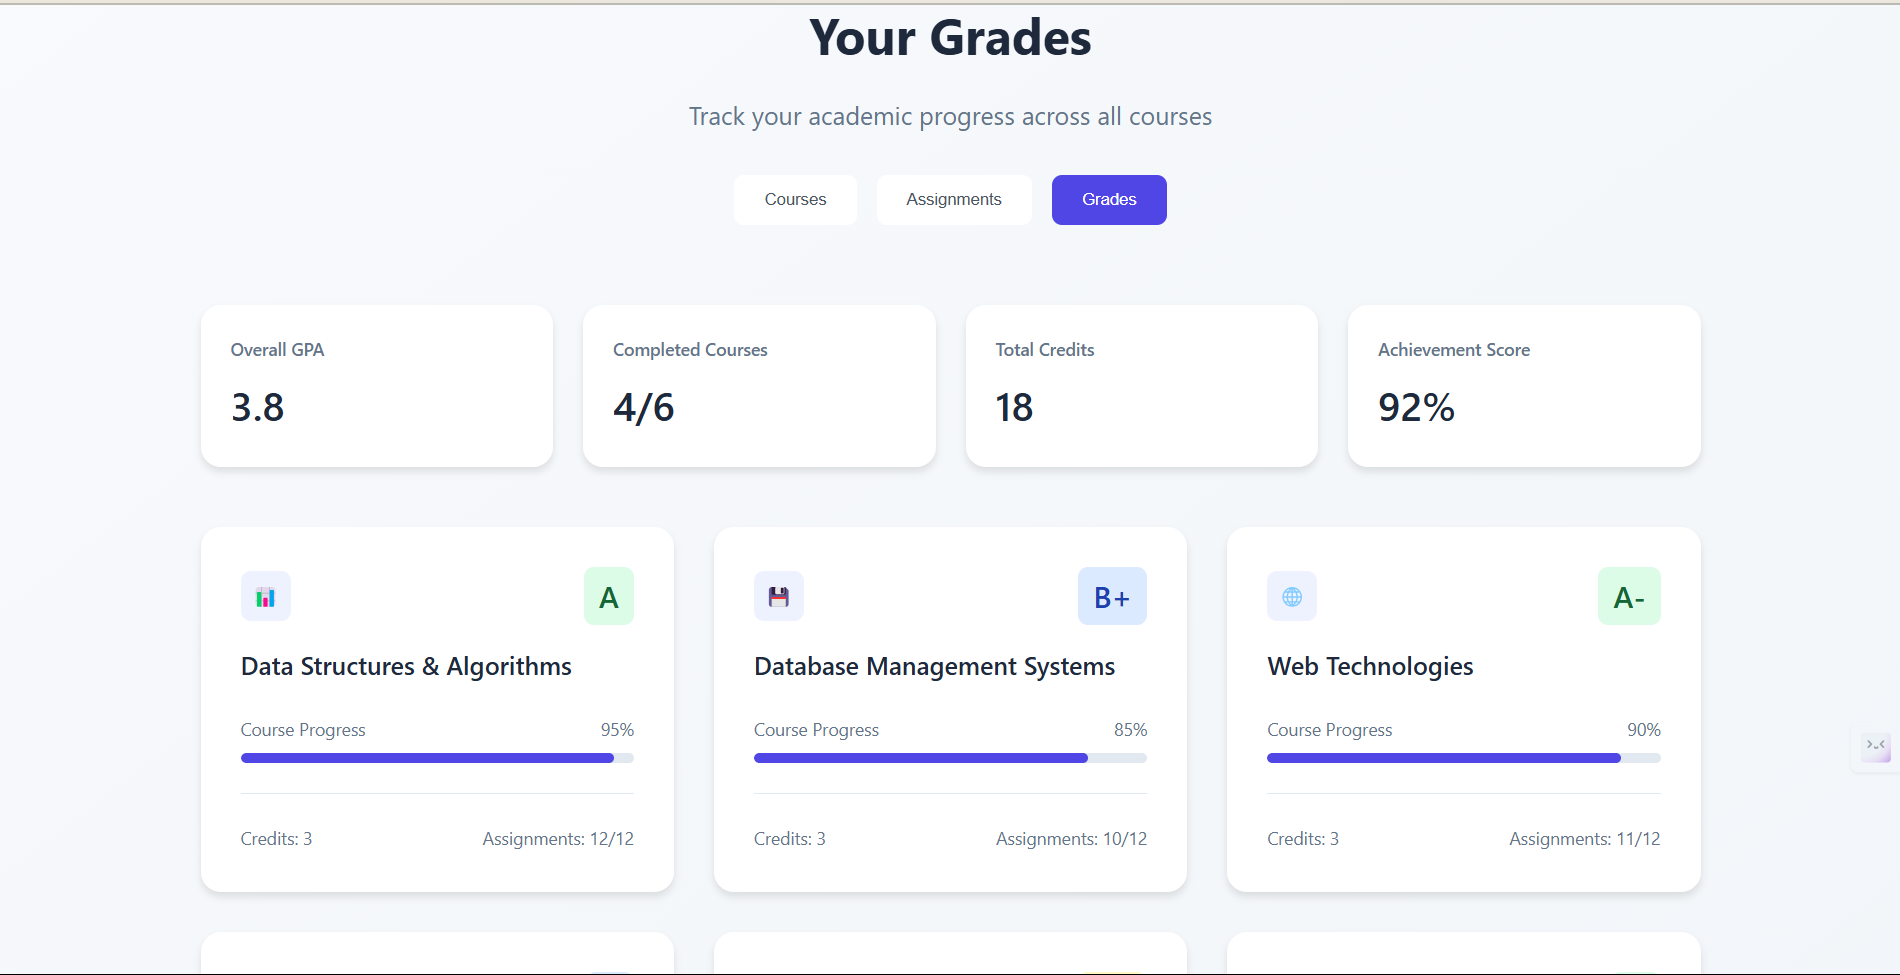 Your Grades
Track your academic progress across all courses
Courses
Assignments
Grades
Overall GPA
3.8
Completed Courses
4/6
Total Credits
18
Achievement Score
92%
A
Data Structures & Algorithms
Course Progress 95%
Credits: 3 Assignments: 12/12
B+
Database Management Systems
Course Progress 85%
Credits: 3 Assignments: 10/12
A-
Web Technologies
Course Progress 90%
Credits: 3 Assignments: 11/12